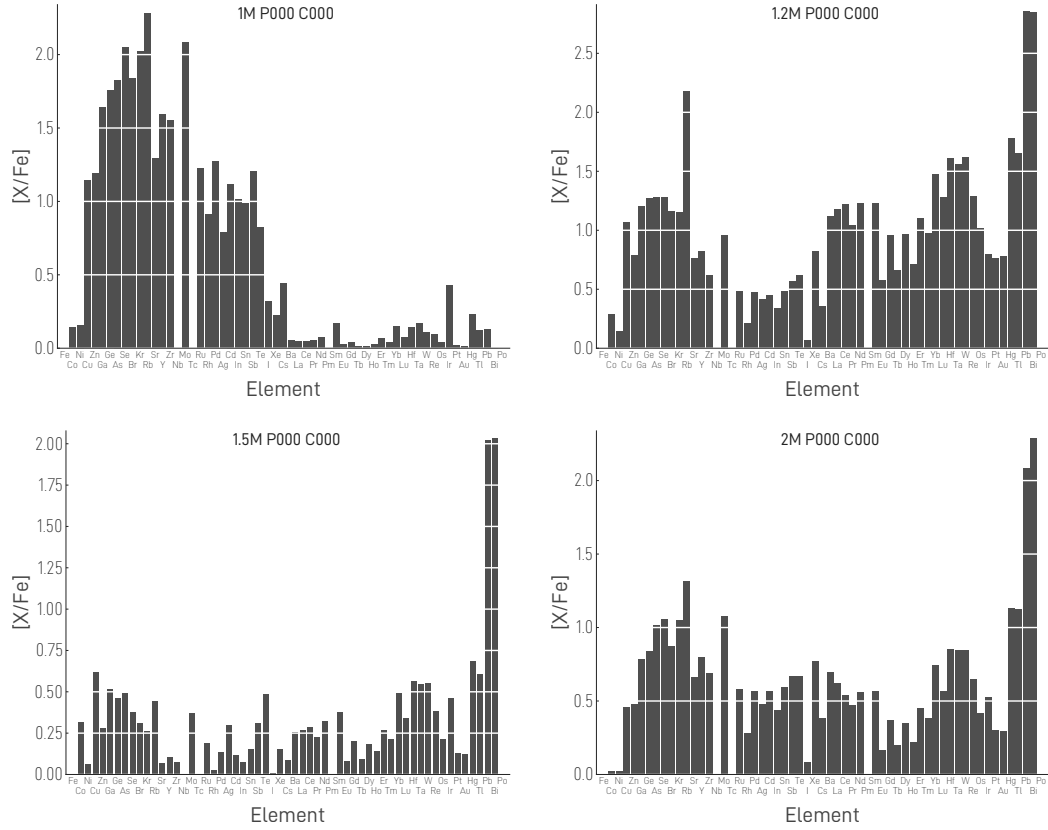 1M P000 C000
[X/Fe]
2.0
1.5
1.0
0.5
0.0
Fe Ni Zn Ge Se Kr Sr Zr Mo Ru Pd Cd Sn Te Xe Ba Ce Nd Sm Gd Dy Er Yb Hf W Os Pt Hg Pb Po
Co Cu Ga As Br Rb Y Nb Tc Rh Ag In Sb I Cs La Pr Pm Eu Tb Ho Tm Lu Ta Re Ir Au Tl Bi
Element
1.2M P000 C000
[X/Fe]
2.5
2.0
1.5
1.0
0.5
0.0
Fe Ni Zn Ge Se Kr Sr Zr Mo Ru Pd Cd Sn Te Xe Ba Ce Nd Sm Gd Dy Er Yb Hf W Os Pt Hg Pb Po
Co Cu Ga As Br Rb Y Nb Tc Rh Ag In Sb I Cs La Pr Pm Eu Tb Ho Tm Lu Ta Re Ir Au Tl Bi
Element
1.5M P000 C000
[X/Fe]
2.00
1.75
1.50
1.25
1.00
0.75
0.50
0.25
0.00
Fe Ni Zn Ge Se Kr Sr Zr Mo Ru Pd Cd Sn Te Xe Ba Ce Nd Sm Gd Dy Er Yb Hf W Os Pt Hg Pb Po
Co Cu Ga As Br Rb Y Nb Tc Rh Ag In Sb I Cs La Pr Pm Eu Tb Ho Tm Lu Ta Re Ir Au Tl Bi
Element
2M P000 C000
[X/Fe]
2.0
1.5
1.0
0.5
0.0
Fe Ni Zn Ge Se Kr Sr Zr Mo Ru Pd Cd Sn Te Xe Ba Ce Nd Sm Gd Dy Er Yb Hf W Os Pt Hg Pb Po
Co Cu Ga As Br Rb Y Nb Tc Rh Ag In Sb I Cs La Pr Pm Eu Tb Ho Tm Lu Ta Re Ir Au Tl Bi
Element